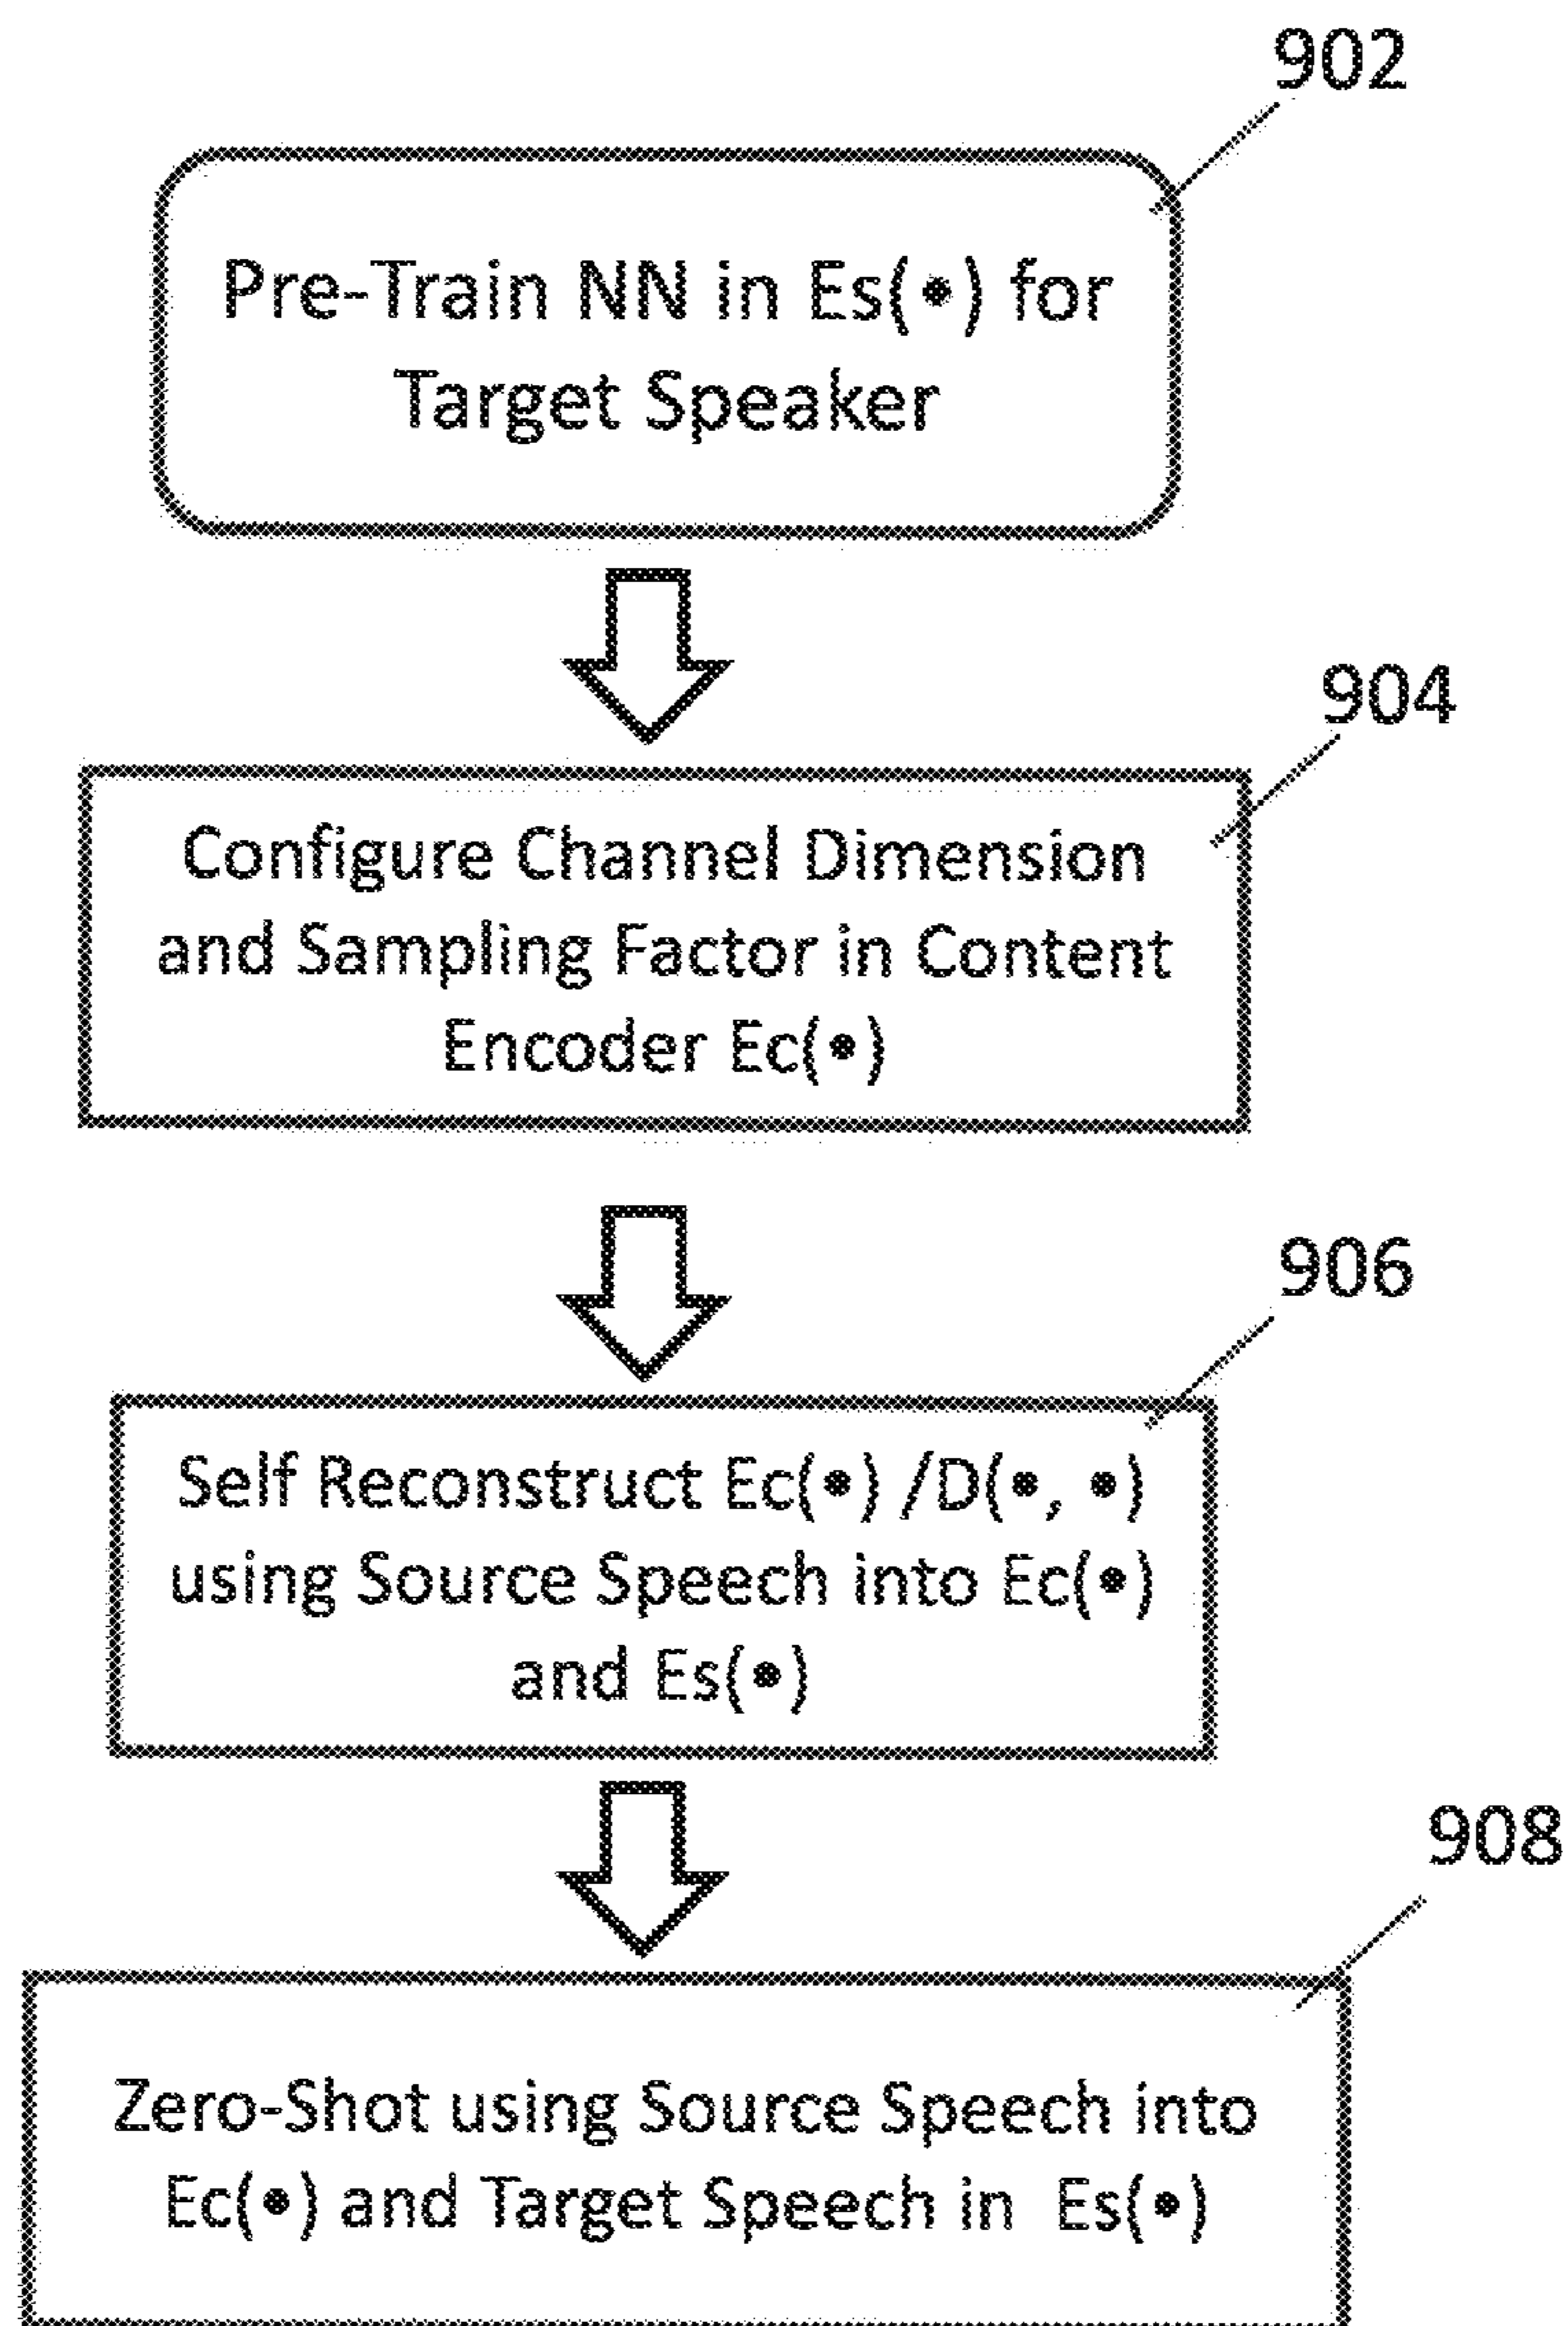 902
Pre-Train NN in Es(•) for
Target Speaker
904
Configure Channel Dimension
and Sampling Factor in Content
Encoder Ec(•)
906
Self Reconstruct Ec(•) /D(•, •)
using Source Speech into Ec(•)
and Es(•)
908
Zero-Shot using Source Speech into
Ec(•) and Target Speech in Es(•)